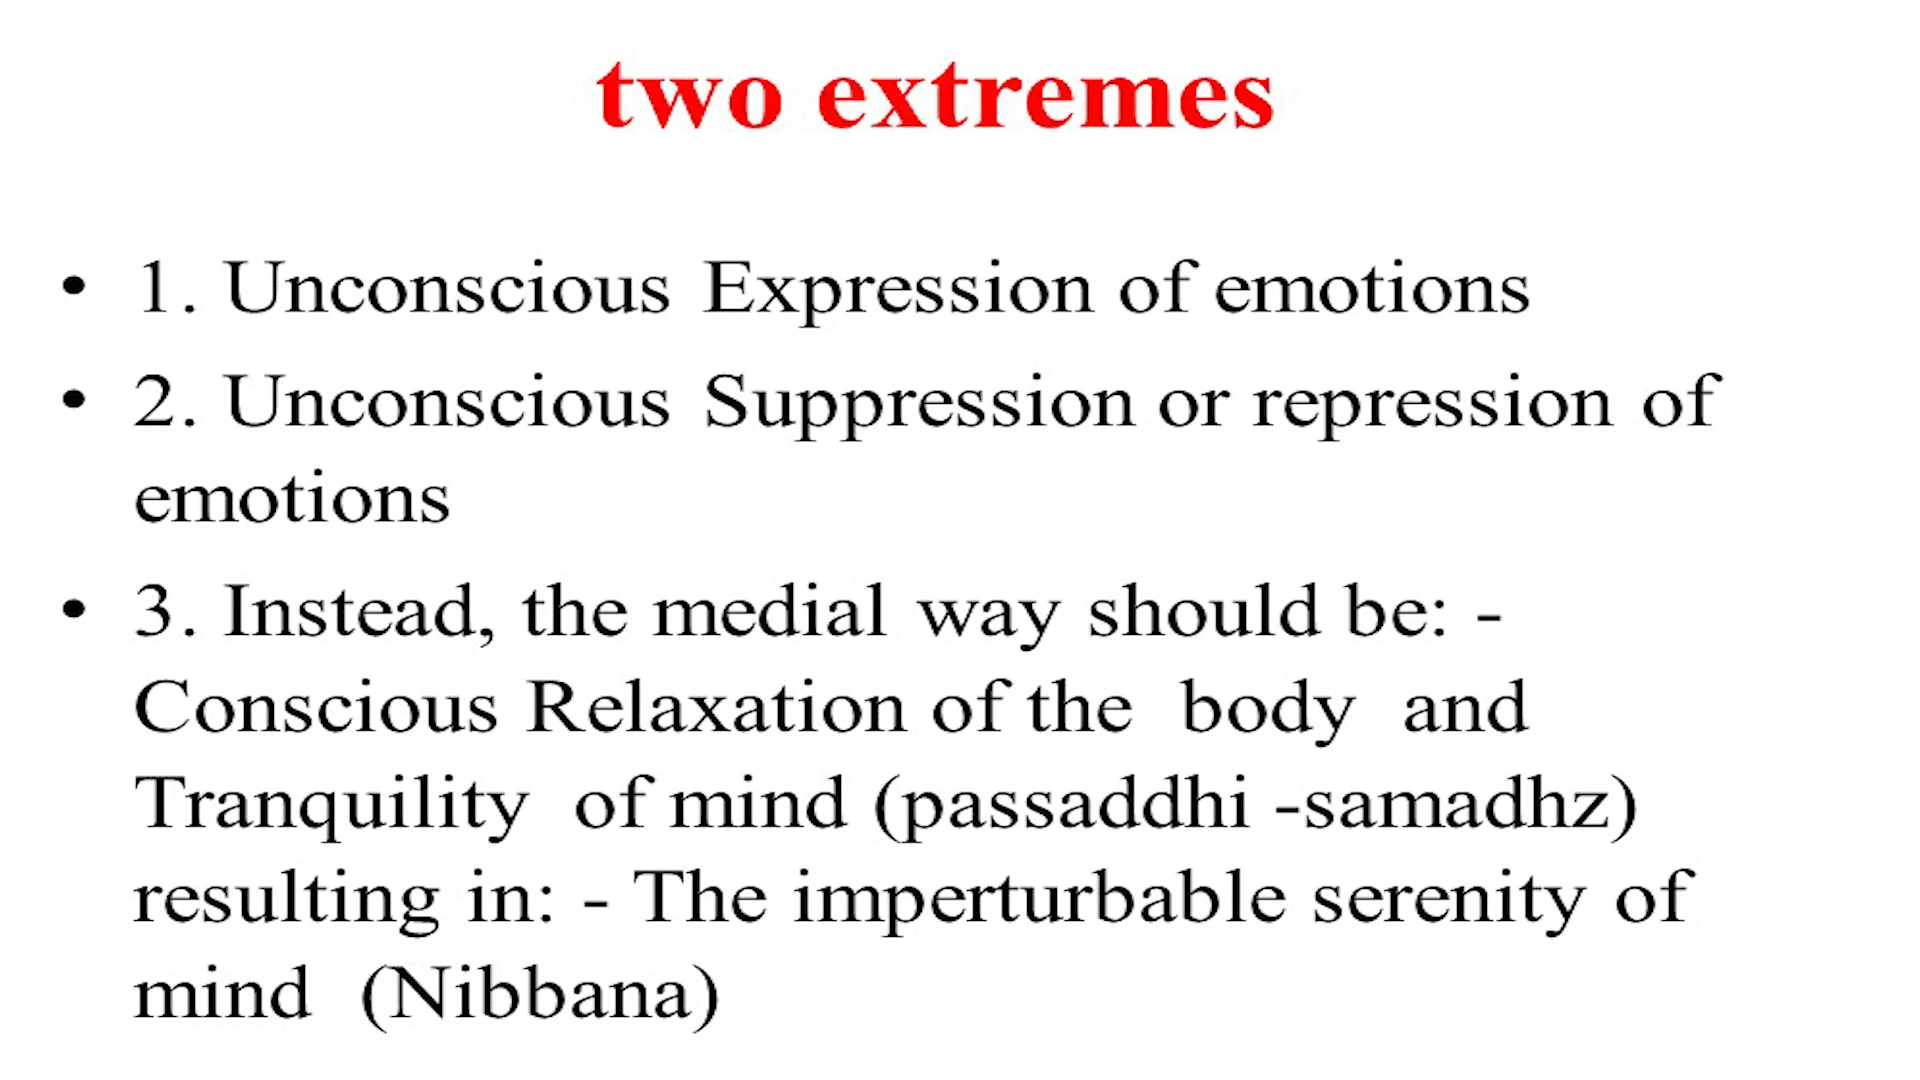 two extremes
• 1. Unconscious Expression of emotions
• 2. Unconscious Suppression or repression of
emotions
• 3. Instead, the medial way should be: -
Conscious Relaxation of the body and
Tranquility of mind (passaddhi -samadhz)
resulting in: - The imperturbable serenity of
mind (Nibbana)